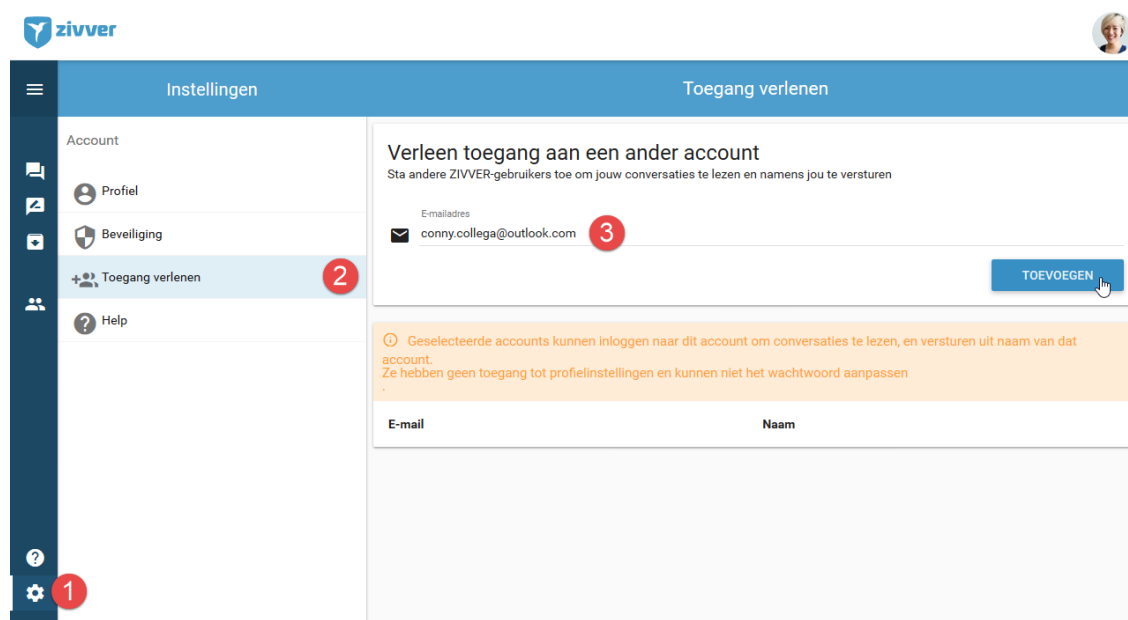 zivver
Instellingen
Toegang verlenen
Account
Profiel
Beveiliging
Toegang verlenen
2
Help
1
Verleen toegang aan een ander account
Sta andere ZIVVER-gebruikers toe om jouw conversaties te lezen en namens jou te versturen
E-mailadres
conny.collega@outlook.com
3
TOEVOEGEN
Geselecteerde accounts kunnen inloggen naar dit account om conversaties te lezen, en versturen uit naam van dat
account.
Ze hebben geen toegang tot profielinstellingen en kunnen niet het wachtwoord aanpassen
.
E-mail
Naam